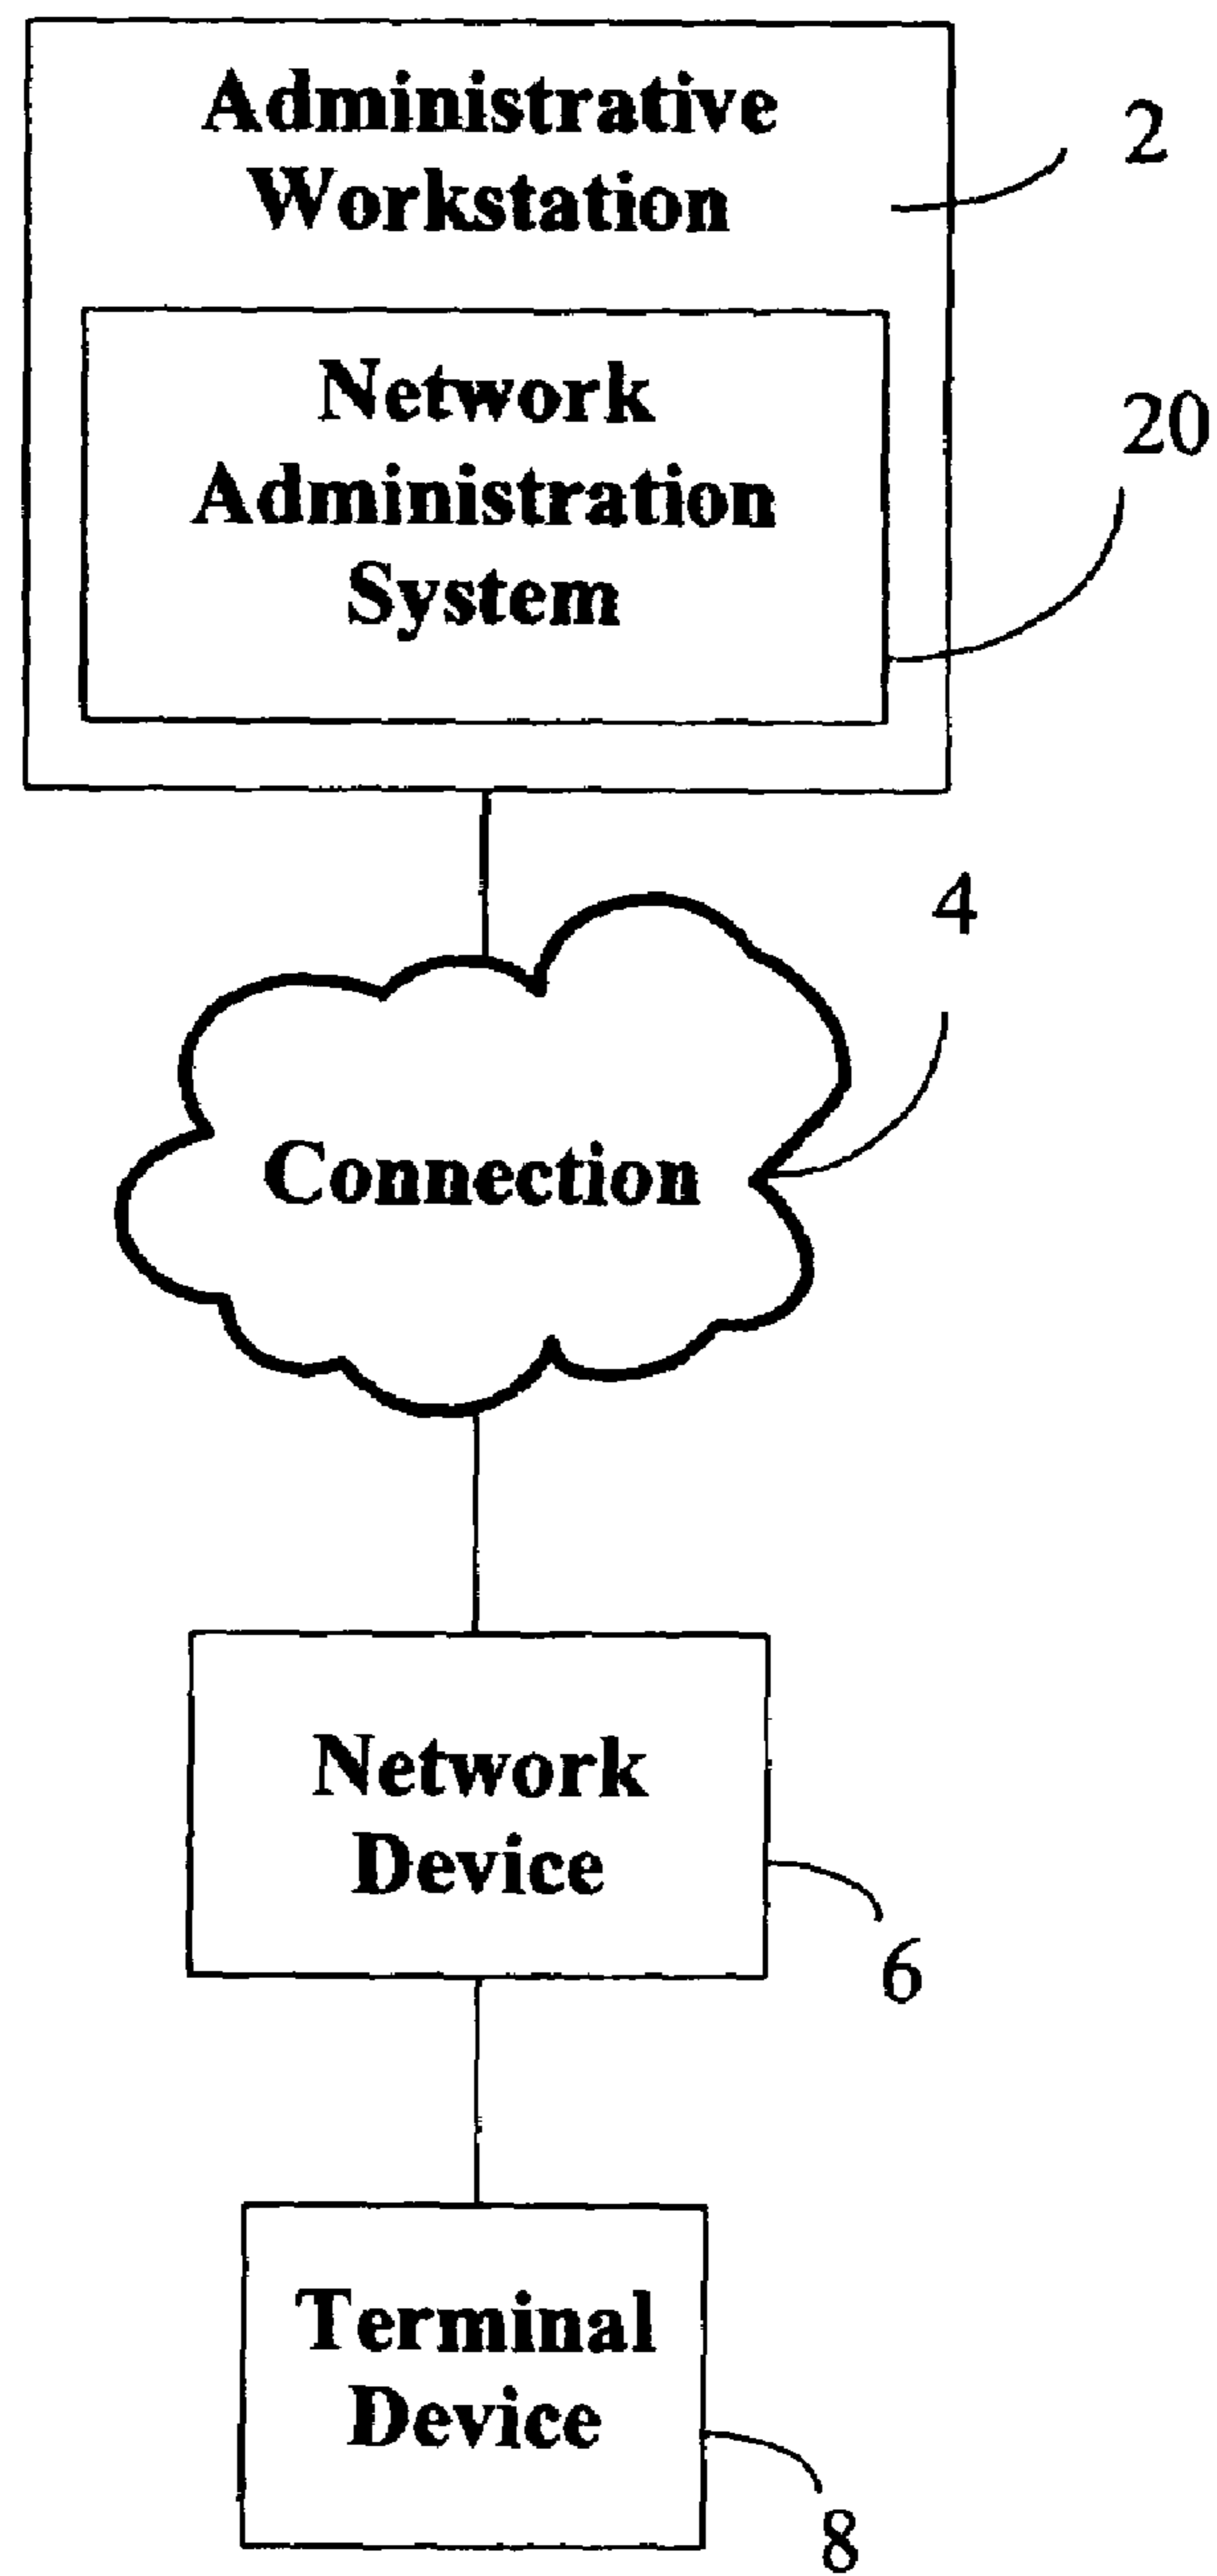 Administrative
Workstation
2
Network
Administration
System
20
4
Connection
Network
Device
6
Terminal
Device
8